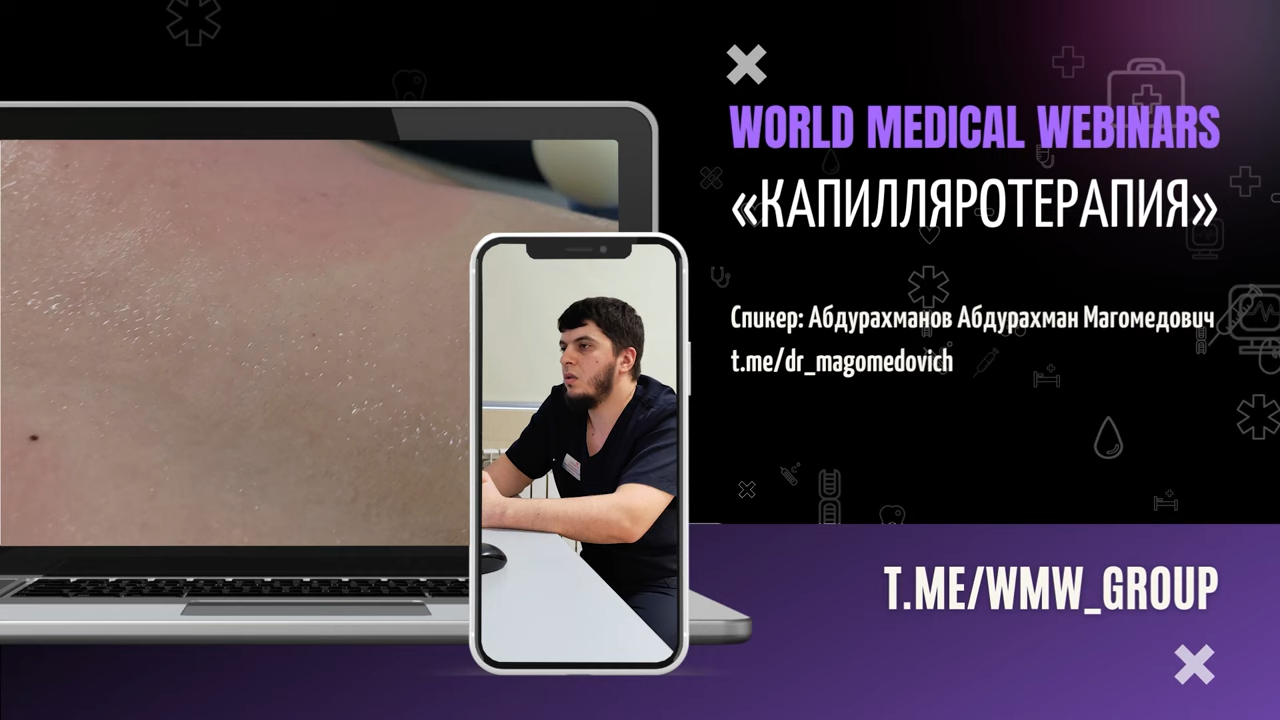 WORLD MEDICAL WEBINARS
«КАПИЛЛЯРОТЕРАПИЯ»
Спикер: Абдурахманов Абдурахман Магомедович
t.me/dr_magomedovich
T.ME/WMW_GROUP